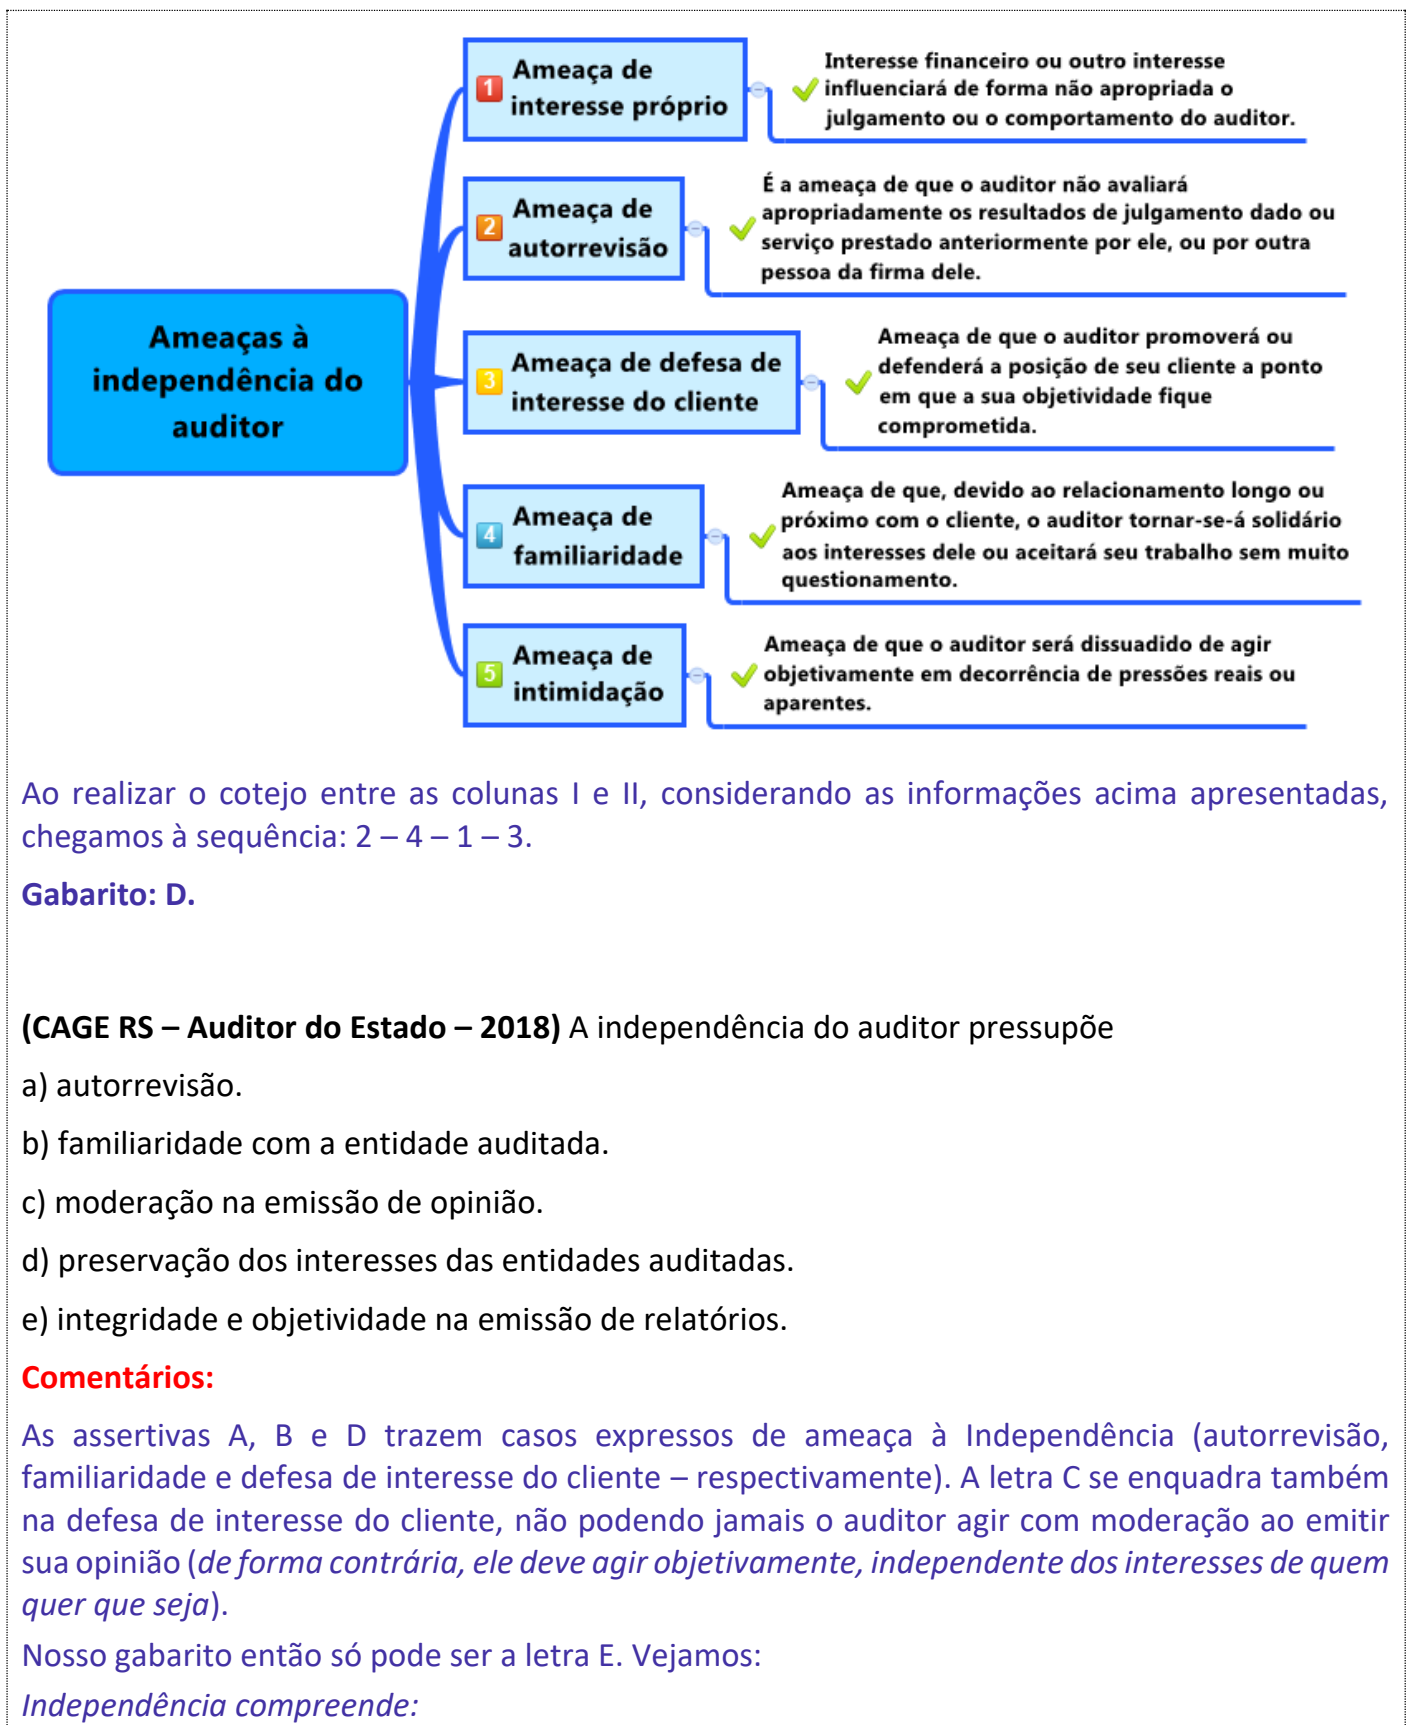 Ameaças à
independência do
auditor
1 Ameaça de
interesse próprio
Interesse financeiro ou outro interesse
influenciará de forma não apropriada o
julgamento ou o comportamento do auditor.
2 Ameaça de
autorrevisão
É a ameaça de que o auditor não avaliará
apropriadamente os resultados de julgamento dado ou
serviço prestado anteriormente por ele, ou por outra
pessoa da firma dele.
3 Ameaça de defesa de
interesse do cliente
Ameaça de que o auditor promoverá ou
defenderá a posição de seu cliente a ponto
em que a sua objetividade fique
comprometida.
4 Ameaça de
familiaridade
Ameaça de que, devido ao relacionamento longo ou
próximo com o cliente, o auditor tornar-se-á solidário
aos interesses dele ou aceitará seu trabalho sem muito
questionamento.
5 Ameaça de
intimidação
Ameaça de que o auditor será dissuadido de agir
objetivamente em decorrência de pressões reais ou
aparentes.
Ao realizar o cotejo entre as colunas I e II, considerando as informações acima apresentadas,
chegamos à sequência: 2 – 4 – 1 – 3.
Gabarito: D.
(CAGE RS – Auditor do Estado – 2018) A independência do auditor pressupõe
a) autorrevisão.
b) familiaridade com a entidade auditada.
c) moderação na emissão de opinião.
d) preservação dos interesses das entidades auditadas.
e) integridade e objetividade na emissão de relatórios.
Comentários:
As assertivas A, B e D trazem casos expressos de ameaça à Independência (autorrevisão,
familiaridade e defesa de interesse do cliente – respectivamente). A letra C se enquadra também
na defesa de interesse do cliente, não podendo jamais o auditor agir com moderação ao emitir
sua opinião (de forma contrária, ele deve agir objetivamente, independente dos interesses de quem
quer que seja).
Nosso gabarito então só pode ser a letra E. Vejamos:
Independência compreende: